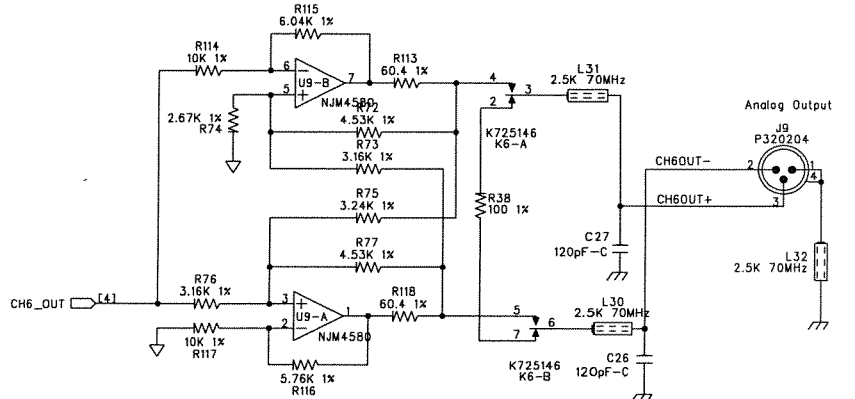 R115
6.04K 1%
R114
10K 1%
6
5
U9-B
7
NJM4580
R113
60.4 1%
2.67K 1%
R74
R72
4.53K 1%
R73
3.16K 1%
R75
3.24K 1%
R77
4.53K 1%
4
3
2
K725146
K6-A
R38
100 1%
L31
2.5K 70MHz
Analog Output
J9
P320204
CH6OUT-
2
1
4
CH6OUT+
3
C27
120pF-C
L32
2.5K 70MHz
CH6_OUT
[4]
R76
3.16K 1%
3
2
U9-A
1
NJM4580
R118
60.4 1%
10K 1%
R117
5.76K 1%
R116
5
6
7
K725146
K6-B
L30
2.5K 70MHz
C26
120pF-C